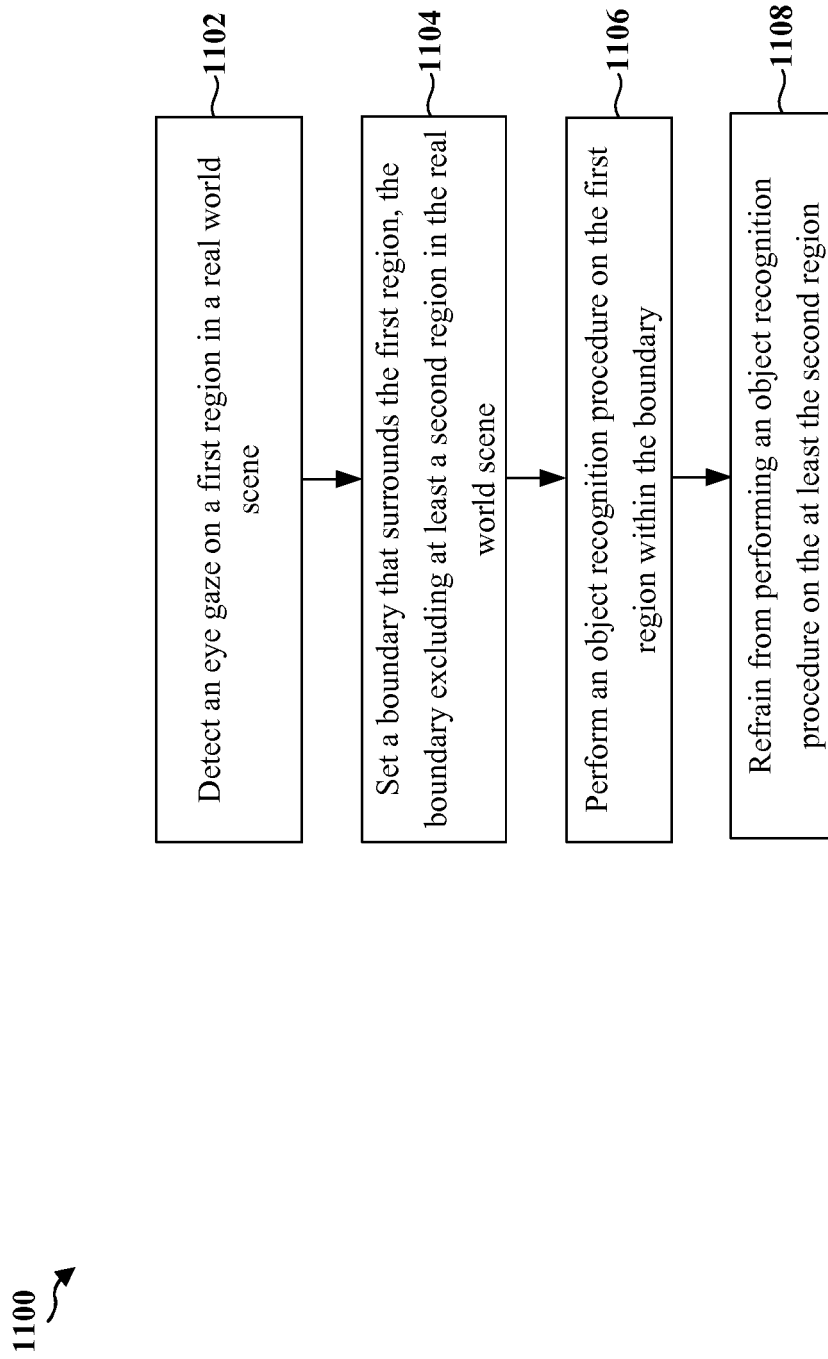 1100
Detect an eye gaze on a first region in a real world
scene
1102
Set a boundary that surrounds the first region, the
boundary excluding at least a second region in the real
world scene
1104
Perform an object recognition procedure on the first
region within the boundary
1106
Refrain from performing an object recognition
procedure on the at least the second region
1108